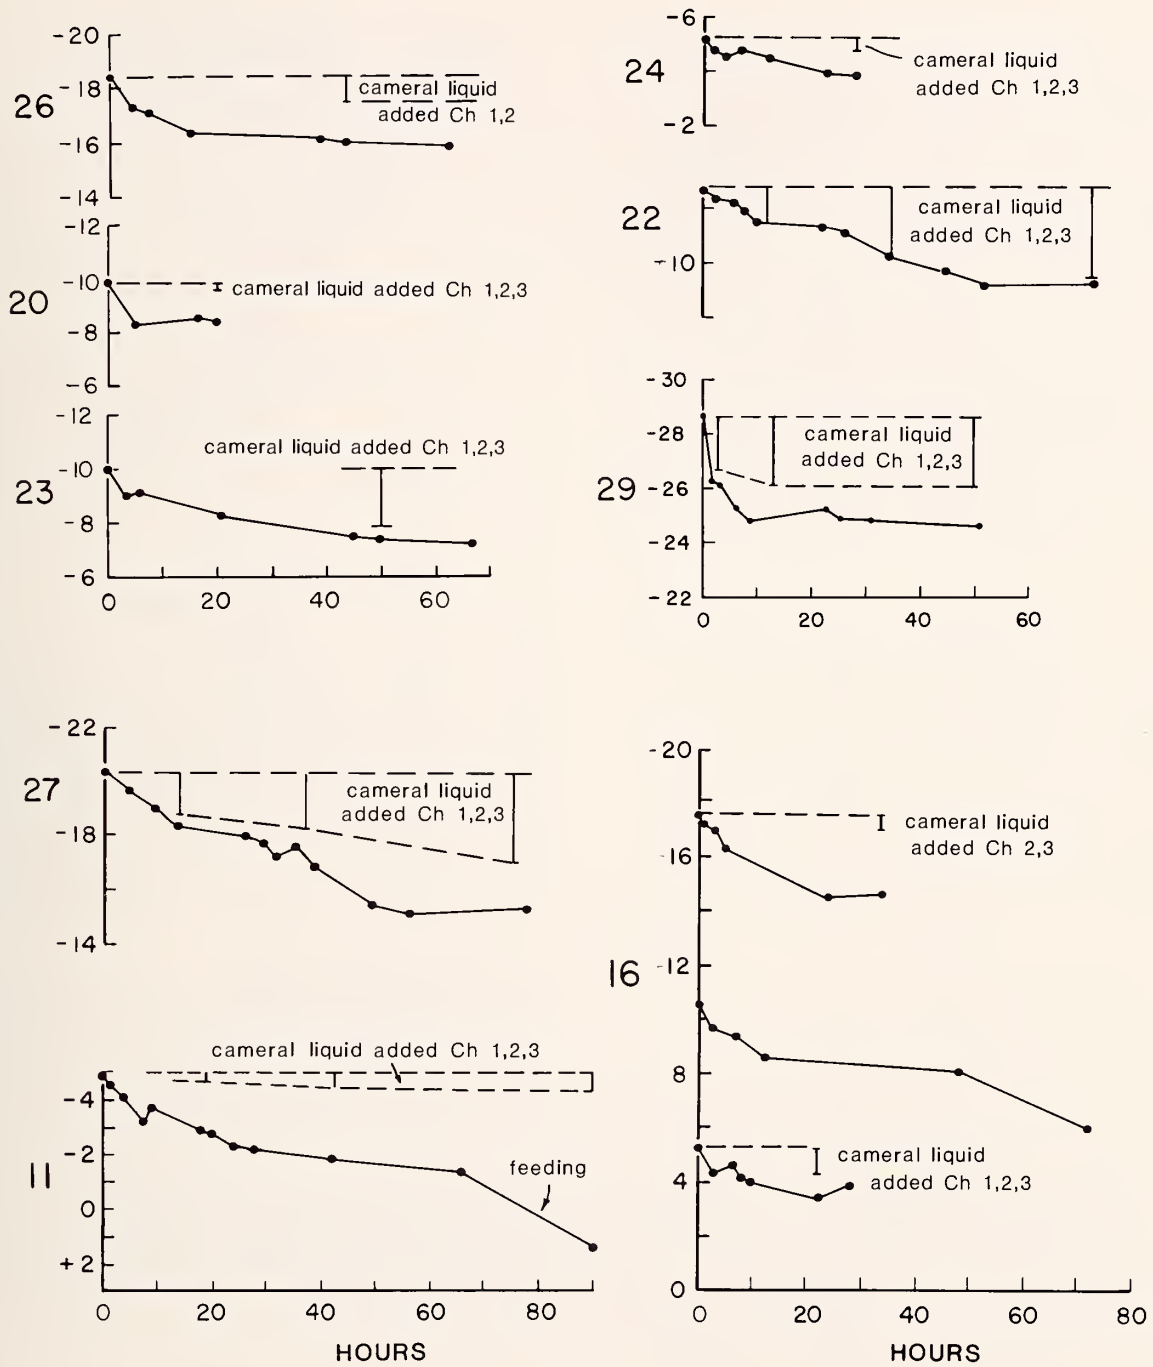 -20
-18
26
-16
-14
cameral liquid
added Ch 1,2
-12
-10
20
-8
-6
cameral liquid added Ch 1,2,3
-12
-10
23
-8
-6
cameral liquid added Ch 1,2,3
0 20 40 60
-6
24
-2
cameral liquid
added Ch 1,2,3
22
-10
cameral liquid
added Ch 1,2,3
-30
-28
29
-26
-24
-22
cameral liquid
added Ch 1,2,3
0 20 40 60
-22
27
-18
-14
cameral liquid
added Ch 1,2,3
cameral liquid added Ch 1,2,3
-4
-2
11
0
+2
feeding
0 20 40 60 80
HOURS
-20
-16
cameral liquid
added Ch 2,3
16
-12
8
4
0
cameral liquid
added Ch 1,2,3
0 20 40 60 80
HOURS